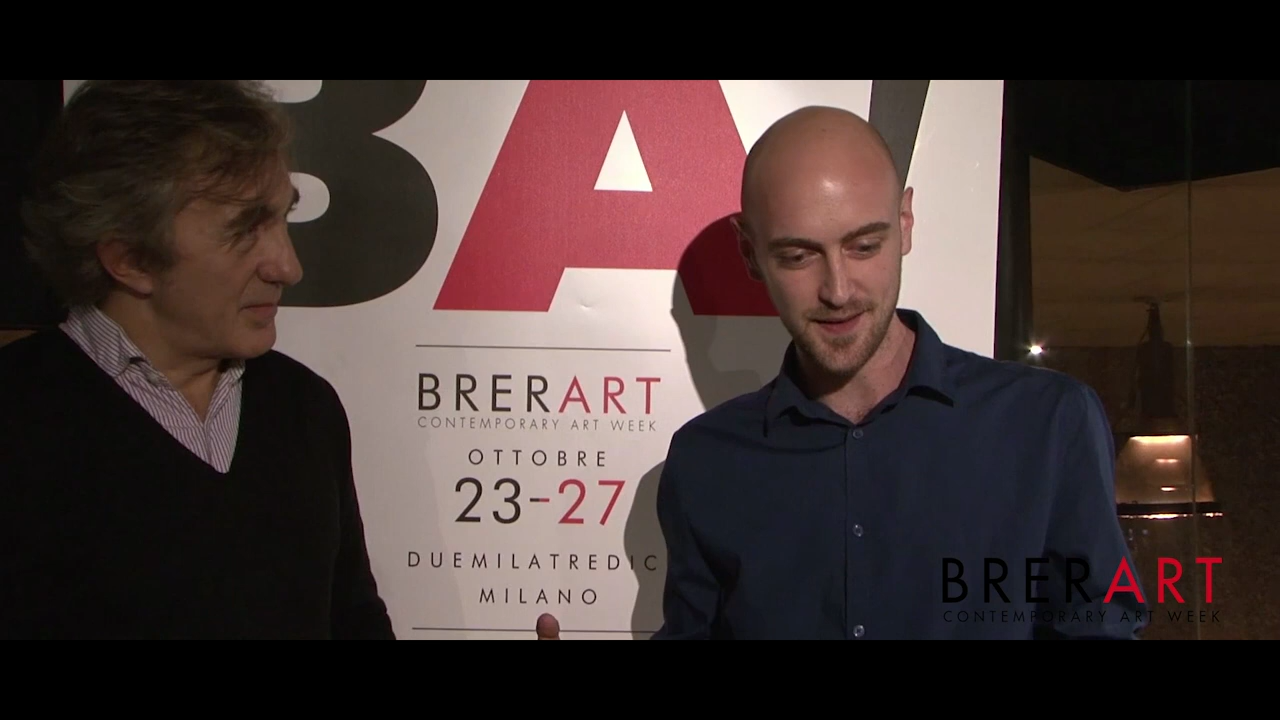 BA/
BRERART
CONTEMPORARY ART WEEK
OTTOBRE
23-27
DUEMILATREDIC
MILANO
BRERART
CONTEMPORARY ART WEEK